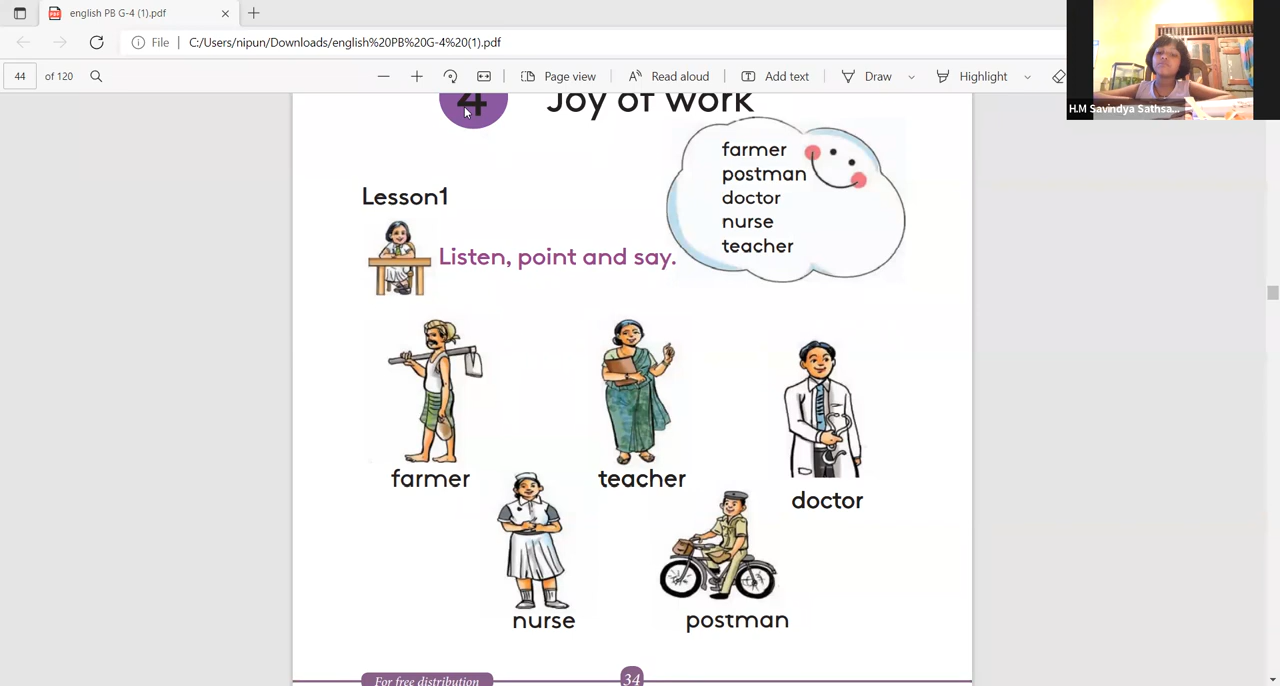 english PB G-4 (1).pdf
File
C:/Users/nipun/Downloads/english%20PB%20G-4%20(1).pdf
44 of 120
Page view
Read aloud
Add text
Draw
Highlight
H.M Savindya Sathsa...
4 Joy of work
farmer
postman
doctor
nurse
teacher
Lesson1
Listen, point and say.
farmer
teacher
doctor
nurse
postman
For free distribution
34